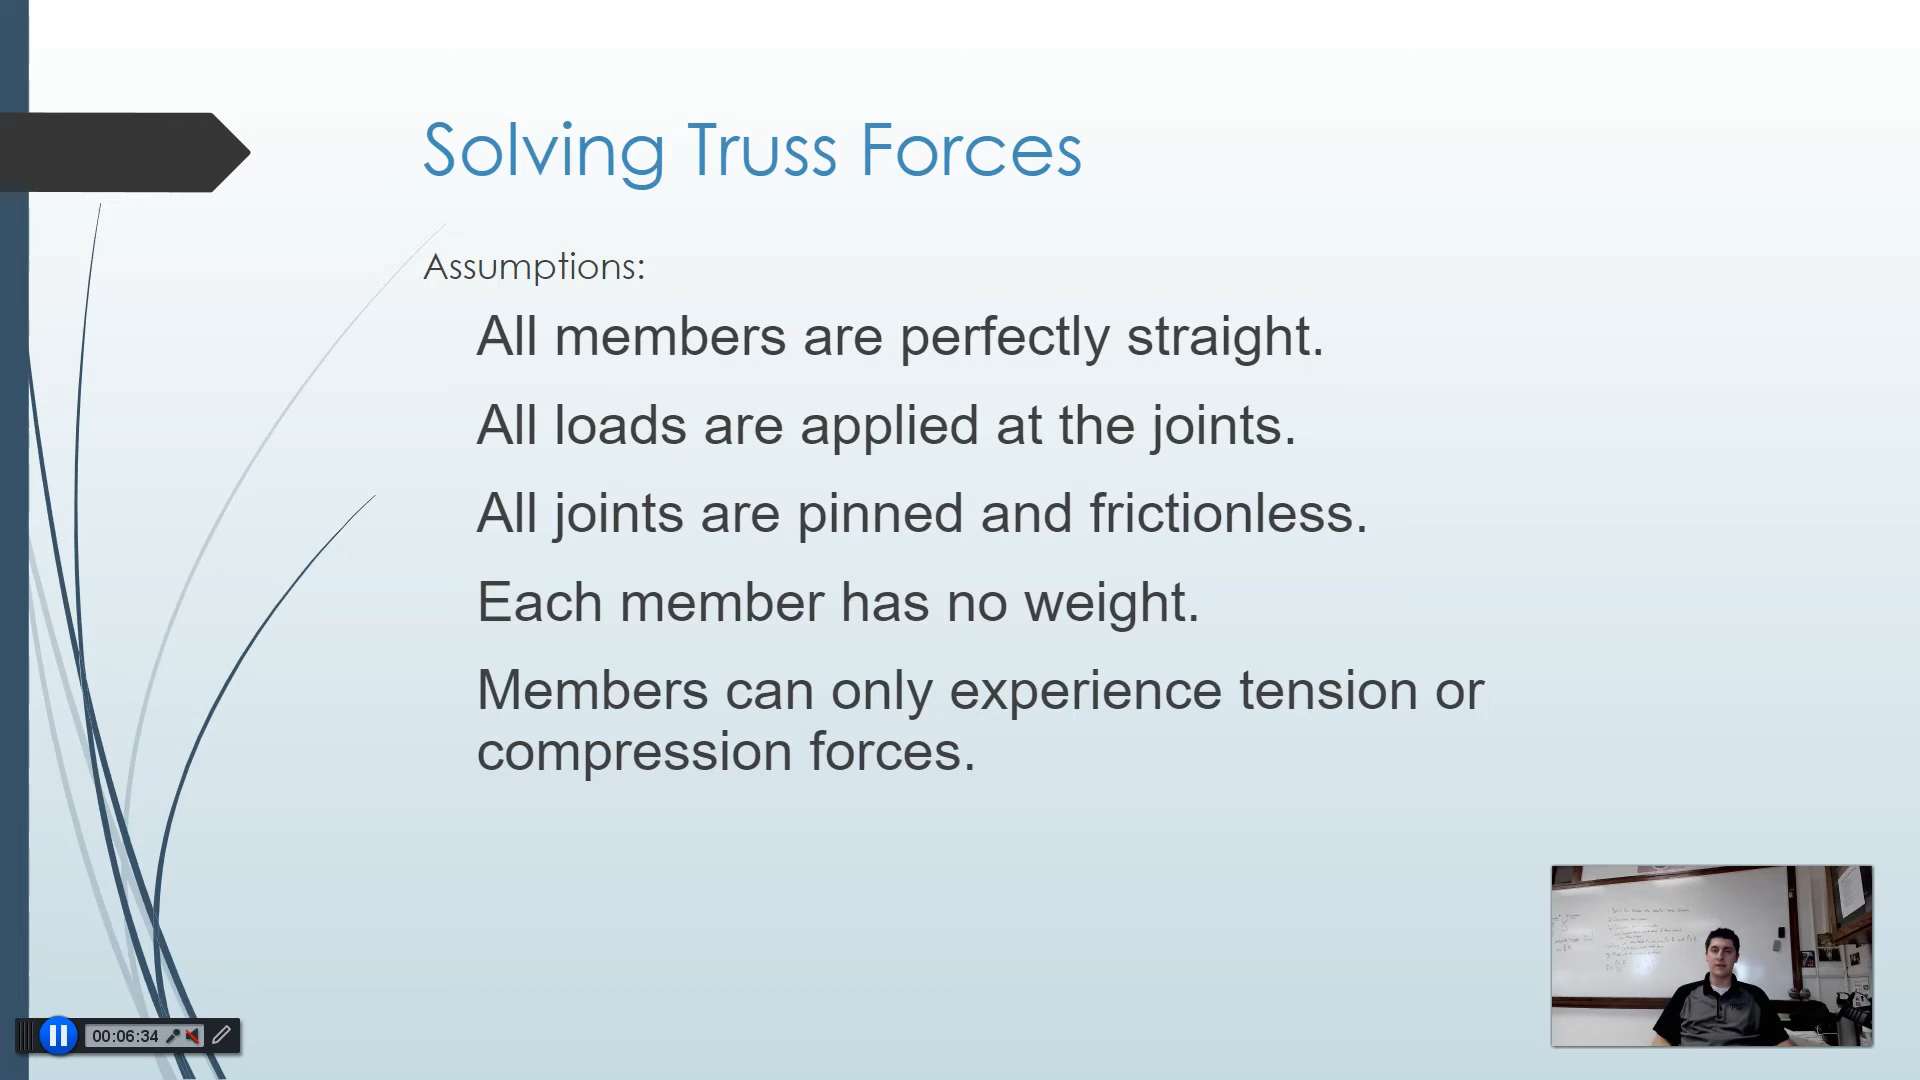 Solving Truss Forces
Assumptions:
All members are perfectly straight.
All loads are applied at the joints.
All joints are pinned and frictionless.
Each member has no weight.
Members can only experience tension or
compression forces.
00:06:34